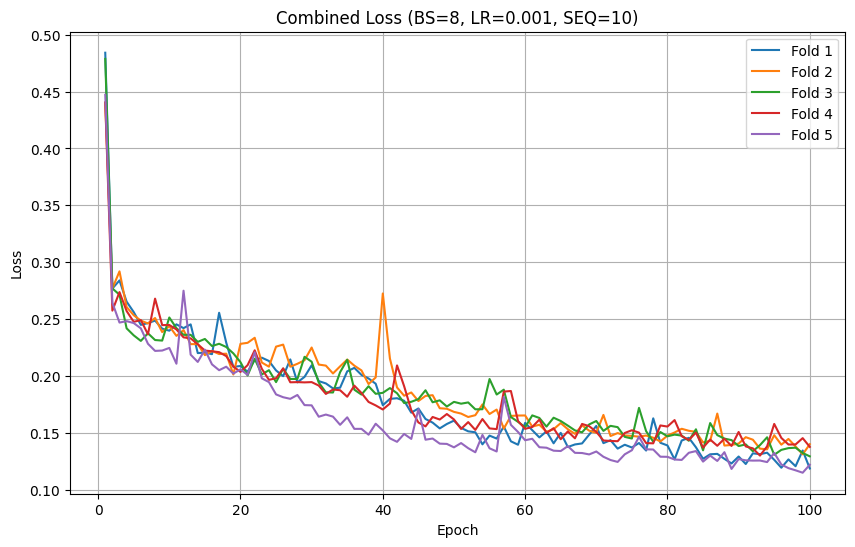 Combined Loss (BS=8, LR=0.001, SEQ=10)
0.50
0.45
0.40
0.35
0.30
0.25
0.20
0.15
0.10
Loss
Fold 1
Fold 2
Fold 3
Fold 4
Fold 5
0 20 40 60 80 100
Epoch